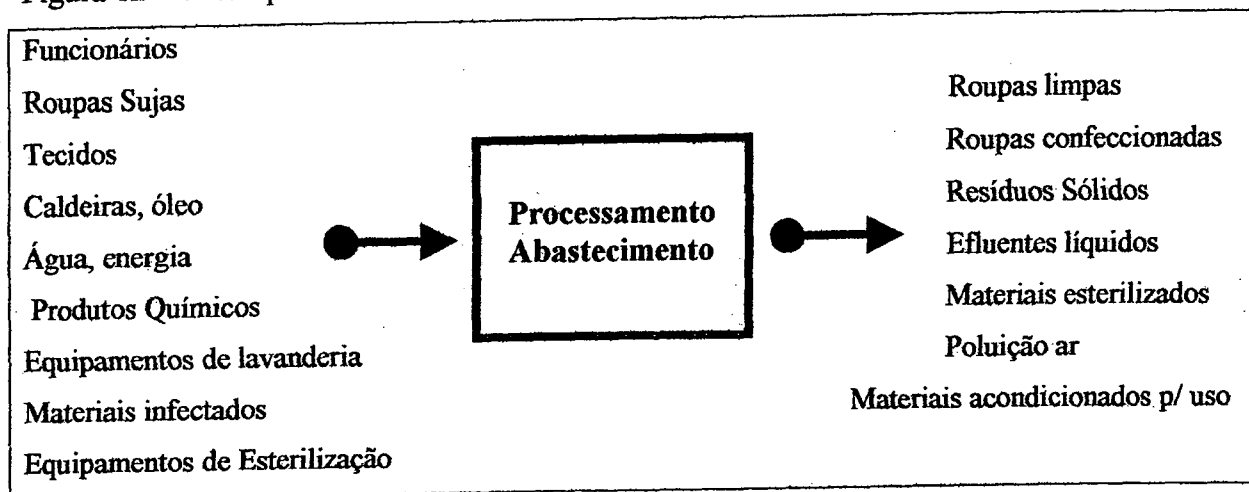 Funcionários
Roupas Sujas
Tecidos
Caldeiras, óleo
Água, energia
Produtos Químicos
Equipamentos de lavanderia
Materiais infectados
Equipamentos de Esterilização
Processamento
Abastecimento
Roupas limpas
Roupas confeccionadas
Resíduos Sólidos
Efluentes líquidos
Materiais esterilizados
Poluição ar
Materiais acondicionados p/ uso